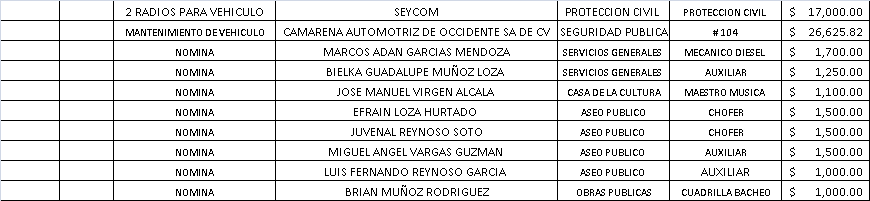 2 RADIOS PARA VEHICULO SEYCOM PROTECCION CIVIL PROTECCION CIVIL $ 17,000.00
MANTENIMIENTO DE VEHICULO CAMARENA AUTOMOTRIZ DE OCCIDENTE SA DE CV SEGURIDAD PUBLICA #104 $ 26,625.82
NOMINA MARCOS ADAN GARCIAS MENDOZA SERVICIOS GENERALES MECANICO DIESEL $ 1,700.00
NOMINA BIELKA GUADALUPE MUÑOZ LOZA SERVICIOS GENERALES AUXILIAR $ 1,250.00
NOMINA JOSE MANUEL VIRGEN ALCALA CASA DE LA CULTURA MAESTRO MUSICA $ 1,100.00
NOMINA EFRAIN LOZA HURTADO ASEO PUBLICO CHOFER $ 1,500.00
NOMINA JUVENAL REYNOSO SOTO ASEO PUBLICO CHOFER $ 1,500.00
NOMINA MIGUEL ANGEL VARGAS GUZMAN ASEO PUBLICO AUXILIAR $ 1,500.00
NOMINA LUIS FERNANDO REYNOSO GARCIA ASEO PUBLICO AUXILIAR $ 1,000.00
NOMINA BRIAN MUÑOZ RODRIGUEZ OBRAS PUBLICAS CUADRILLA BACHEO $ 1,000.00